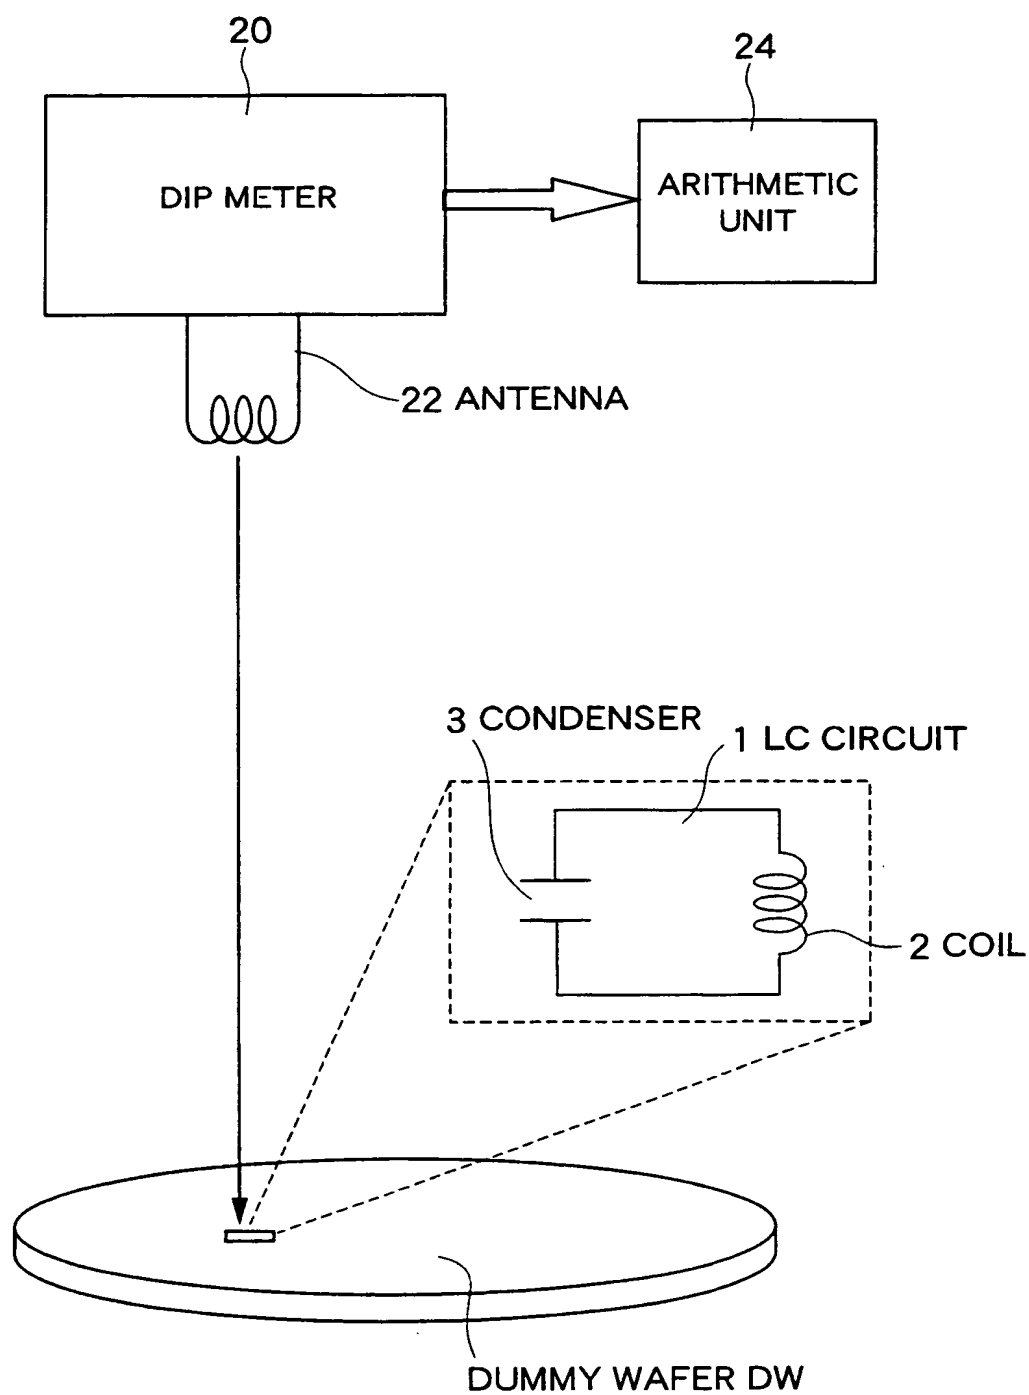 20
24
DIP METER
ARITHMETIC
UNIT
22 ANTENNA
3 CONDENSER
1 LC CIRCUIT
2 COIL
DUMMY WAFER DW